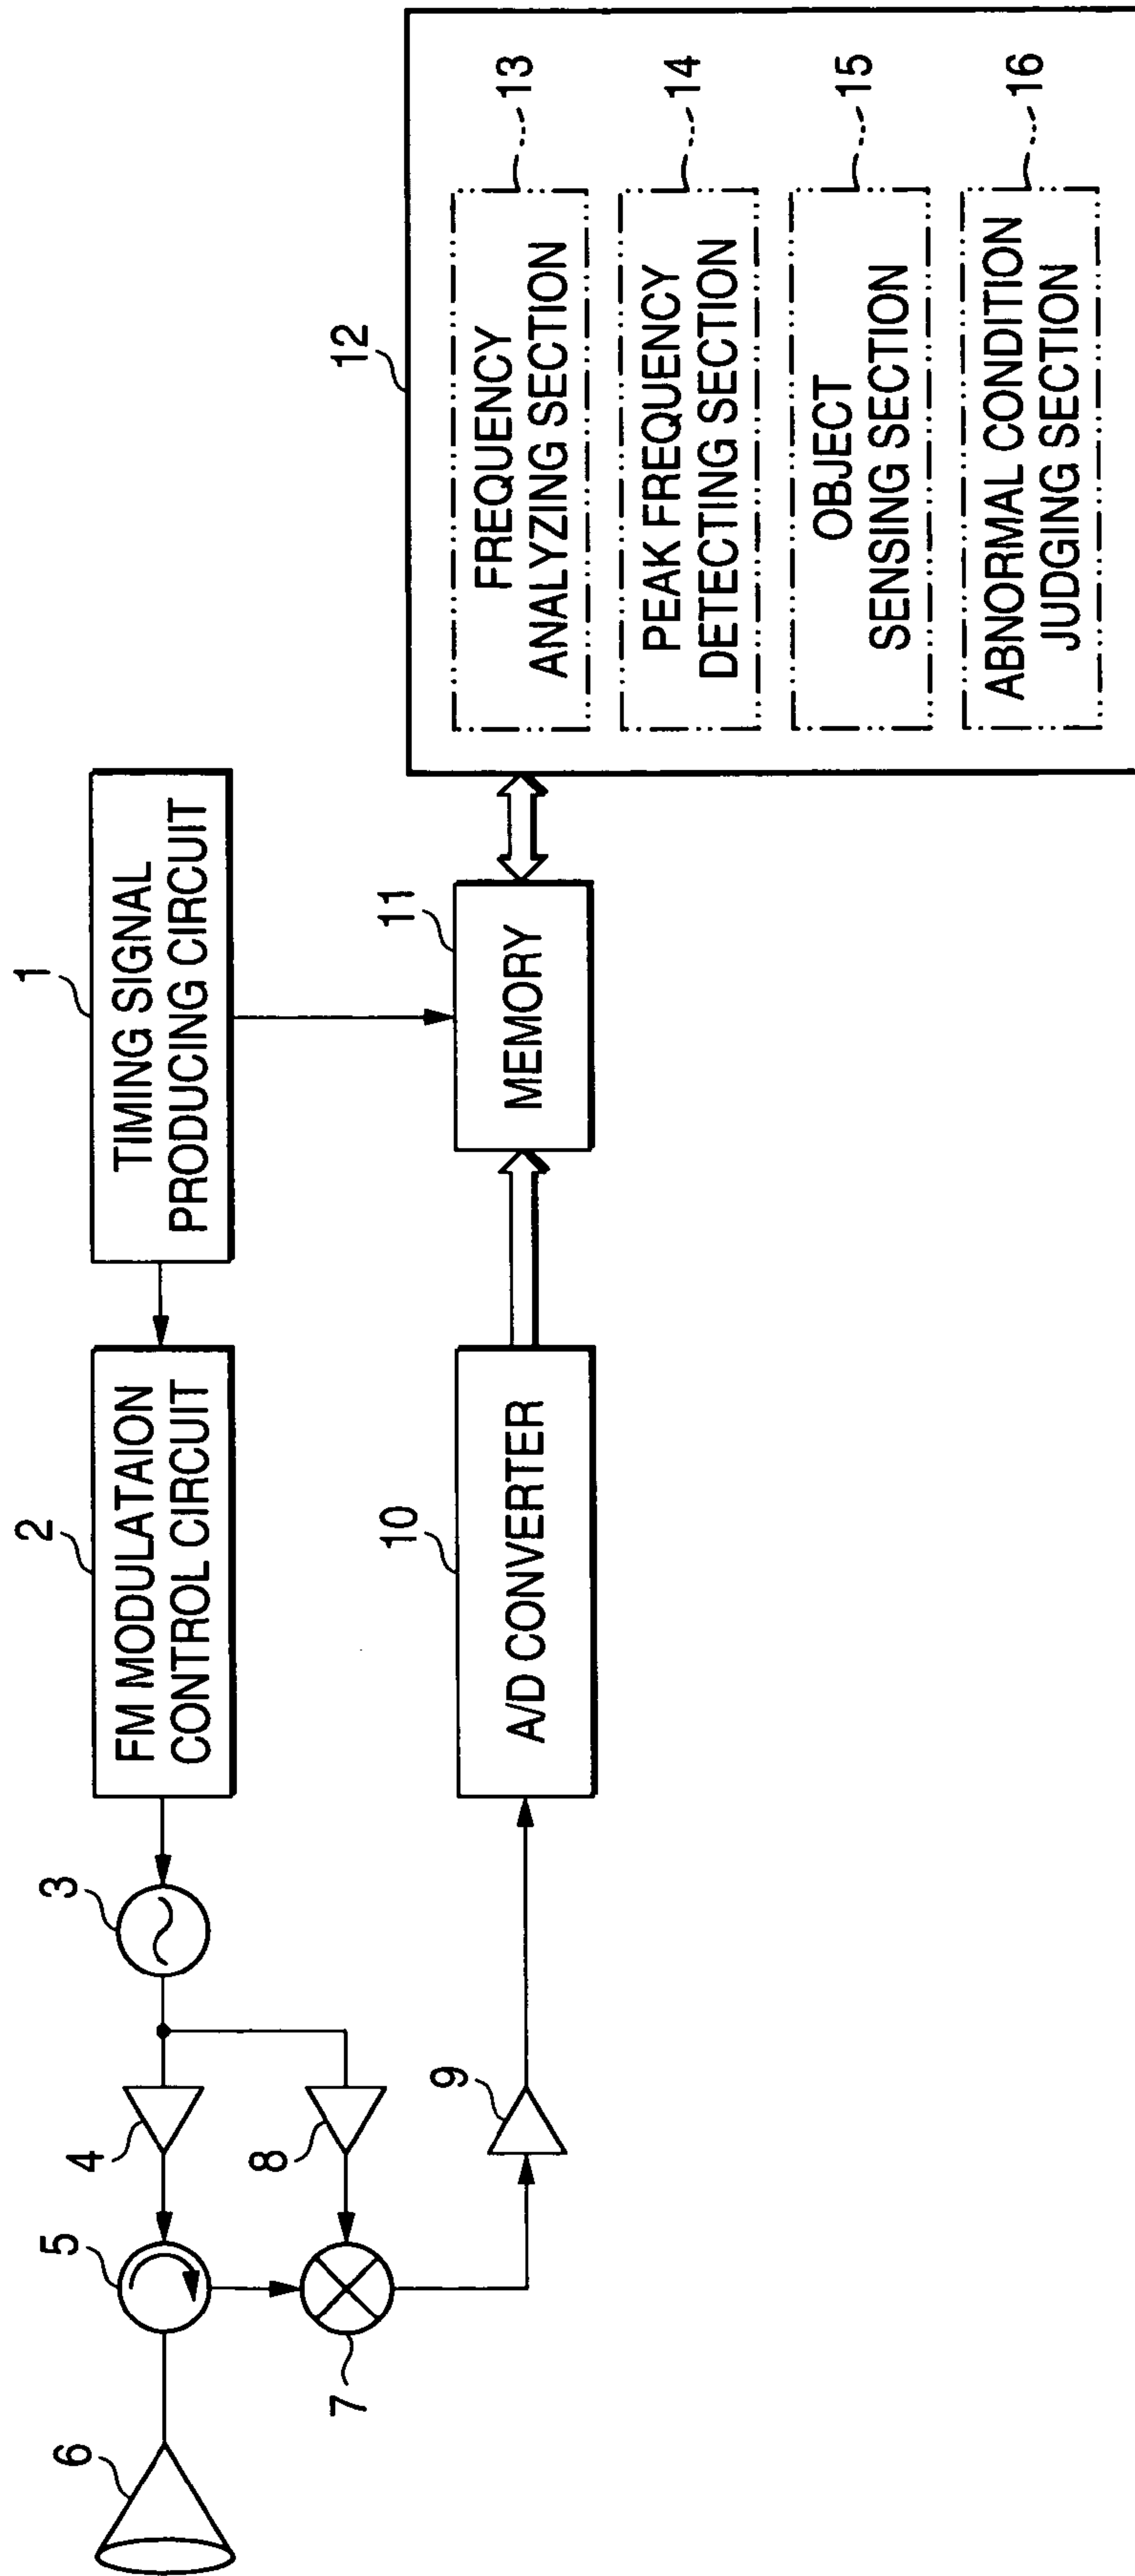 1
TIMING SIGNAL
PRODUCING CIRCUIT
2
FM MODULATAION
CONTROL CIRCUIT
3
4
5
6
7
8
9
10
A/D CONVERTER
11
MEMORY
12
FREQUENCY
ANALYZING SECTION
13
PEAK FREQUENCY
DETECTING SECTION
14
OBJECT
SENSING SECTION
15
ABNORMAL CONDITION
JUDGING SECTION
16